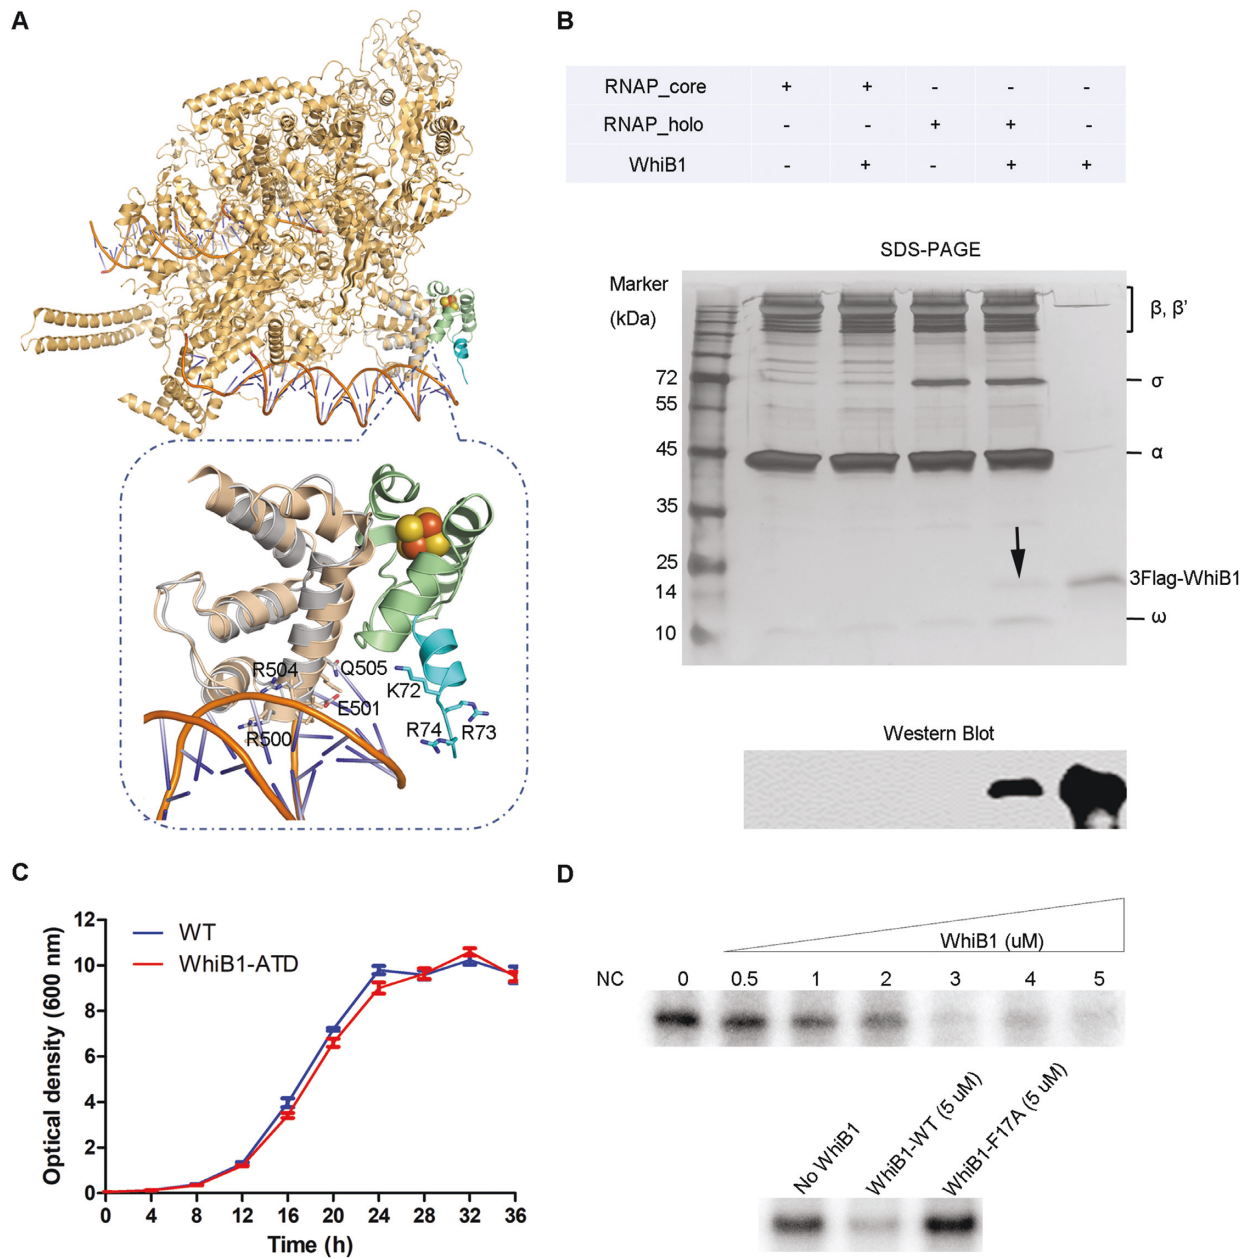 A
R504
Q505
K72
E501
R74
R73
R500
B
RNAP_core + + - - -
RNAP_holo - - + + -
WhiB1 - + - + +
SDS-PAGE
Marker
(kDa)
β, β’
72
σ
55
45
α
35
25
14
3Flag-WhiB1
10
ω
Western Blot
C
Optical density (600 nm)
12
10
8
6
4
2
0
WT
WhiB1-ATD
0 4 8 12 16 20 24 28 32 36
Time (h)
D
WhiB1 (uM)
NC 0 0.5 1 2 3 4 5
No WhiB1
WhiB1-WT (5 uM)
WhiB1-F17A (5 uM)